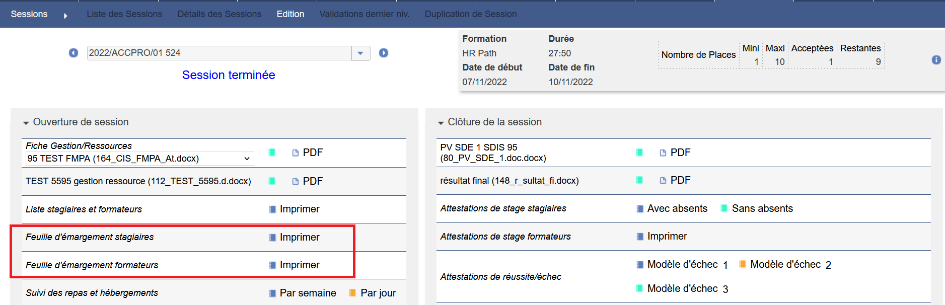 Sessions Liste des Sessions Détails des Sessions Edition Validations dernier niv. Duplication de Session
2022/ACCPRO/01 524
Session terminée
Formation Durée
HR Path 27:50
Date de début Date de fin
07/11/2022 10/11/2022
Nombre de Places Mini Maxi Acceptées Restantes
1 10 1 9
Ouverture de session
Fiche Gestion/Ressources
95 TEST FMPA (164_CIS_FMPA_At.docx) PDF
TEST 5595 gestion ressource (112_TEST_5595.d.docx) PDF
Liste stagiaires et formateurs Imprimer
Feuille d'émargement stagiaires Imprimer
Feuille d'émargement formateurs Imprimer
Suivi des repas et hébergements Par semaine Par jour
Clôture de la session
PV SDE 1 SDIS 95
(80_PV_SDE_1.doc.docx) PDF
résultat final (148_r_sultat_fi.docx) PDF
Attestations de stage stagiaires Avec absents Sans absents
Attestations de stage formateurs Imprimer
Attestations de réussite/échec Modèle d'échec 1 Modèle d'échec 2
Modèle d'échec 3